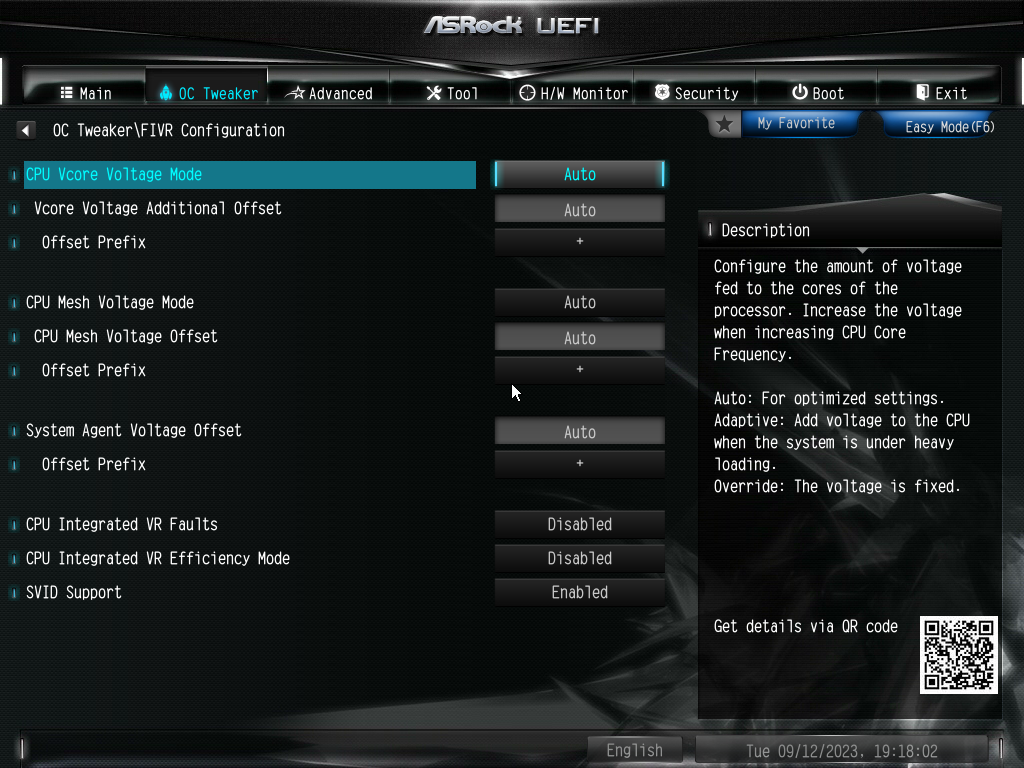 ASRock UEFI
Main OC Tweaker Advanced Tool H/W Monitor Security Boot Exit
OC Tweaker\FIVR Configuration
My Favorite Easy Mode(F6)
CPU Vcore Voltage Mode Auto
Vcore Voltage Additional Offset Auto
Offset Prefix +
CPU Mesh Voltage Mode Auto
CPU Mesh Voltage Offset Auto
Offset Prefix +
System Agent Voltage Offset Auto
Offset Prefix +
CPU Integrated VR Faults Disabled
CPU Integrated VR Efficiency Mode Disabled
SVID Support Enabled
Description
Configure the amount of voltage
fed to the cores of the
processor. Increase the voltage
when increasing CPU Core
Frequency.
Auto: For optimized settings.
Adaptive: Add voltage to the CPU
when the system is under heavy
loading.
Override: The voltage is fixed.
Get details via QR code
English Tue 09/12/2023, 19:18:02